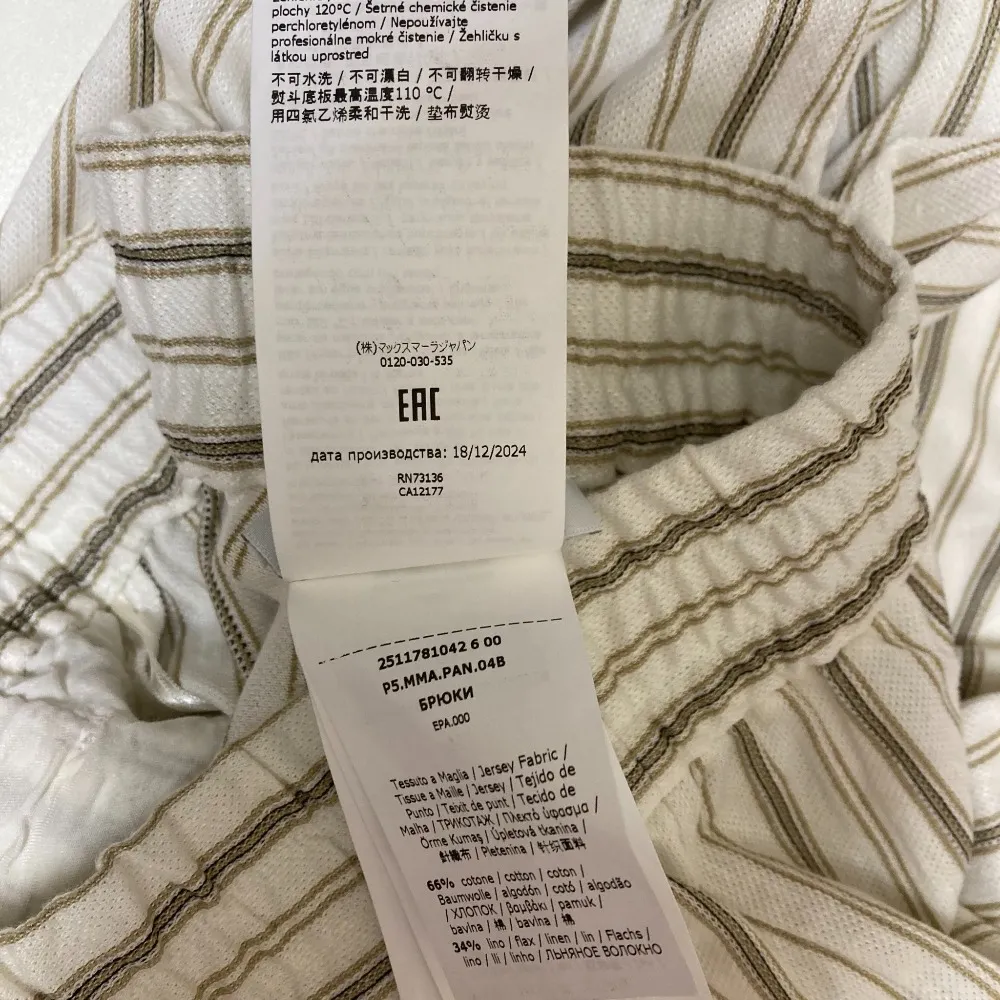 plochy 120°C / Šetrné chemické čistenie
perchloretylénom / Nepoužívajte
profesionálne mokré čistenie / Žehličku s
látkou uprostred
不可水洗 / 不可漂白 / 不可翻转干燥 /
熨斗底板最高温度110 °C /
用四氯乙烯柔和干洗 / 垫布熨烫
(株)マックスマーラジャパン
0120-030-535
EAC
дата производства: 18/12/2024
RN73136
CA12177
2511781042 6 00
P5.MMA.PAN.04B
БРЮКИ
EPA.000
Tessuto a Maglia / Jersey Fabric /
Tissue a Maille / Jersey / Tejido de
Punto / Teixit de punt / Tecido de
Malha / ТРИКОТАЖ / Πλεκτό ύφασμα /
Örme Kumaş / Úpletová tkanina /
針織布 / Pletenina / 针织面料
66% cotone / cotton / coton /
Baumwolle / algodón / cotó / algodão
/ ХЛОПОК / βαμβάκι / pamuk /
bavlna / 棉 / bavlna / 棉
34% lino / flax / linen / lin / Flachs /
lino / lli / linho / ЛЬНЯНОЕ ВОЛОКНО